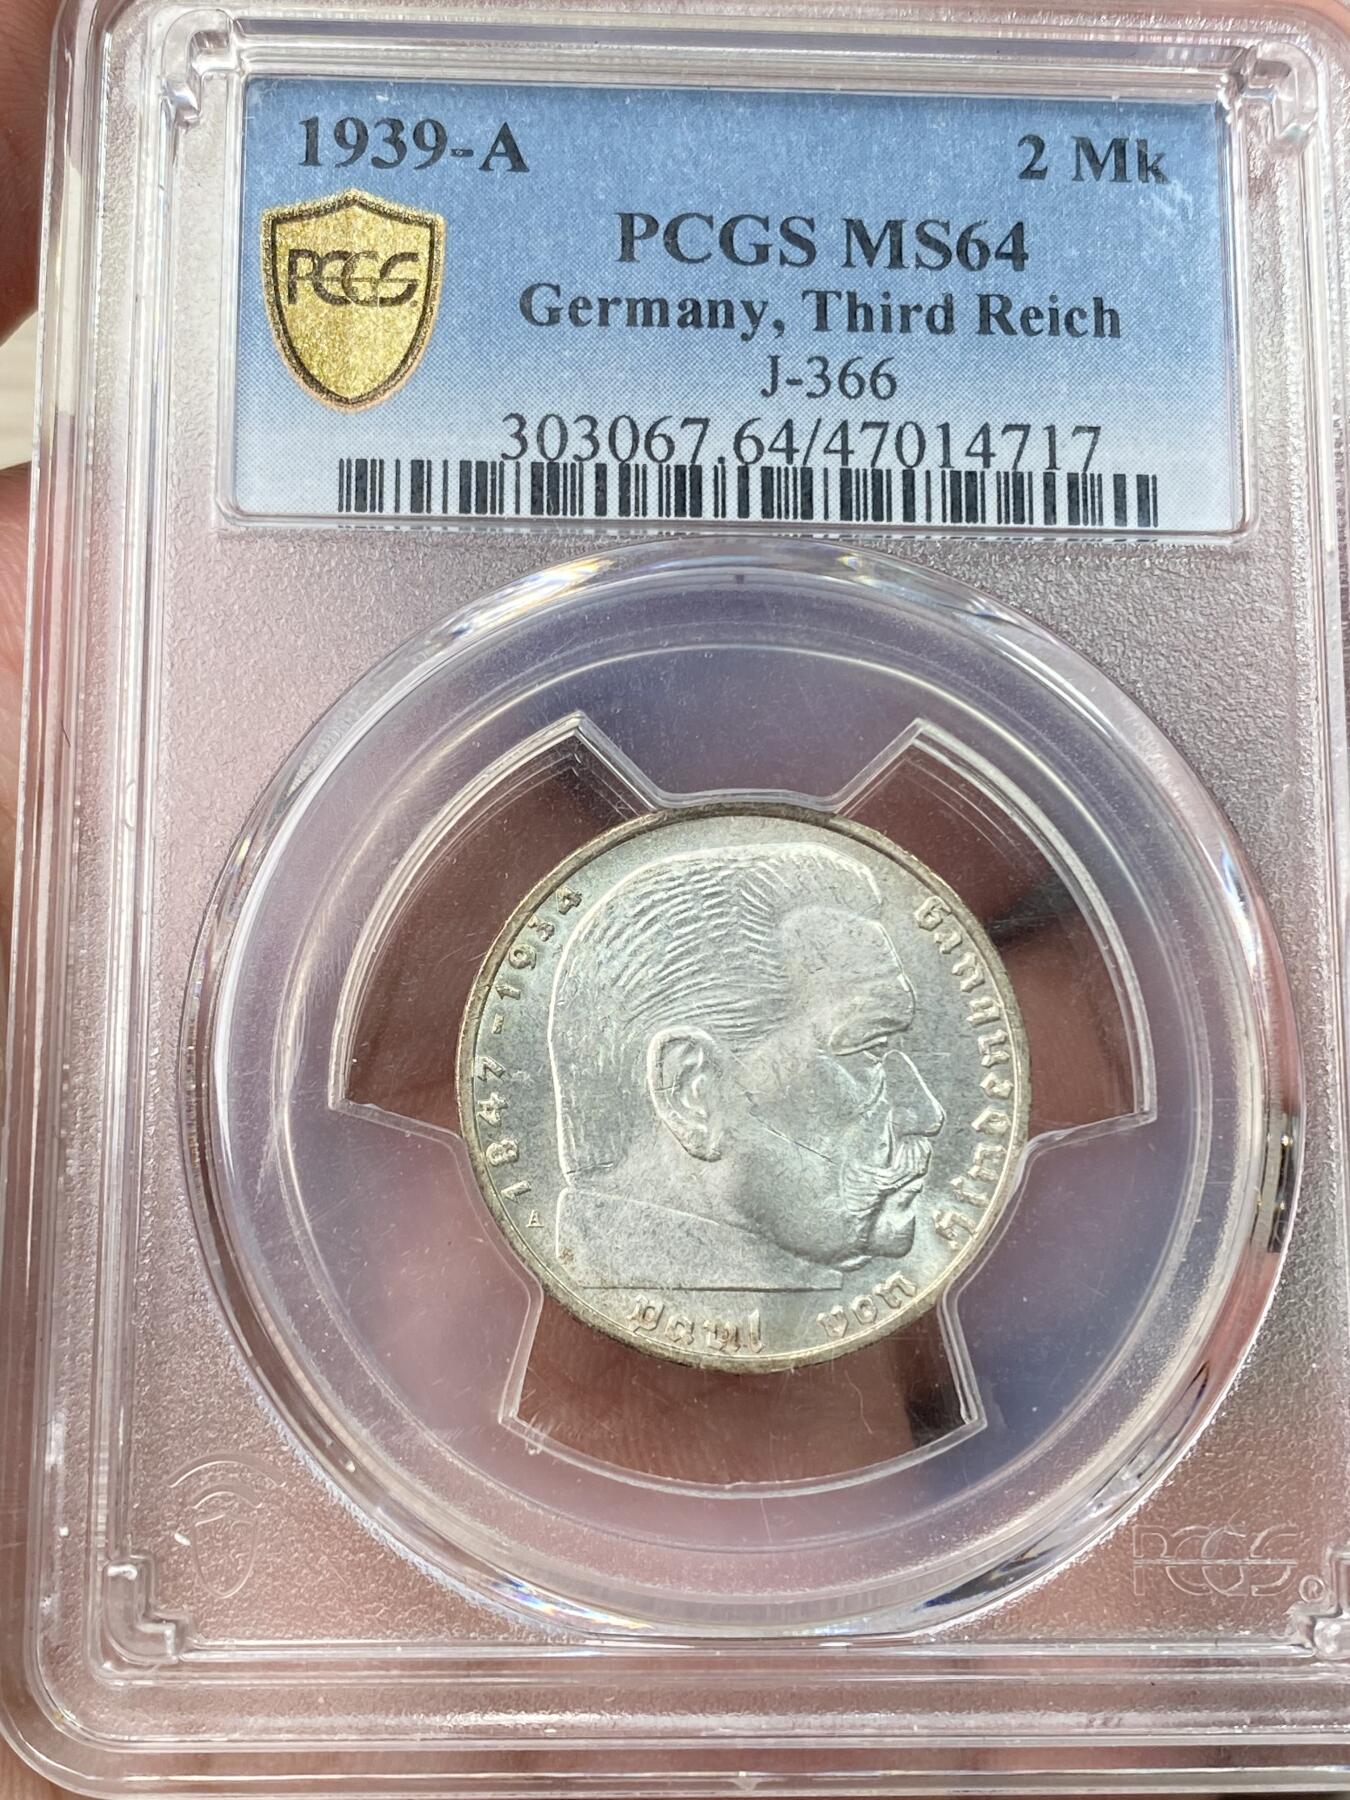 1939-A
2 Mk
PCGS MS64
PCGS
Germany, Third Reich
J-366
303067.64/47014717
1847-1934
Paul von Hindenburg
A
PCGS